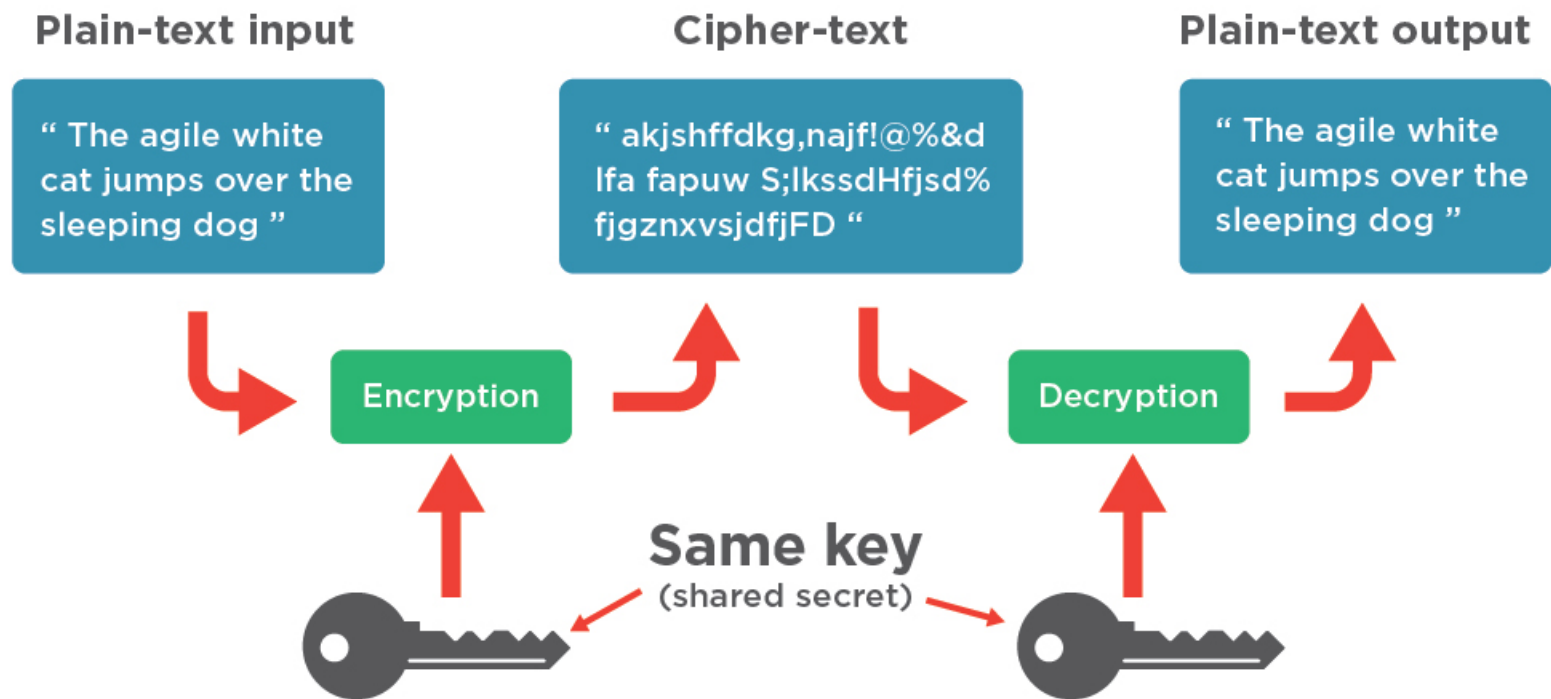 Plain-text input
“ The agile white
cat jumps over the
sleeping dog ”
Cipher-text
“ akjshffdkg,najf!@%&d
lfa fapuw S;lkssdHfjsd%
fjgznxvsjdfjFD “
Plain-text output
“ The agile white
cat jumps over the
sleeping dog ”
Encryption
Decryption
Same key
(shared secret)